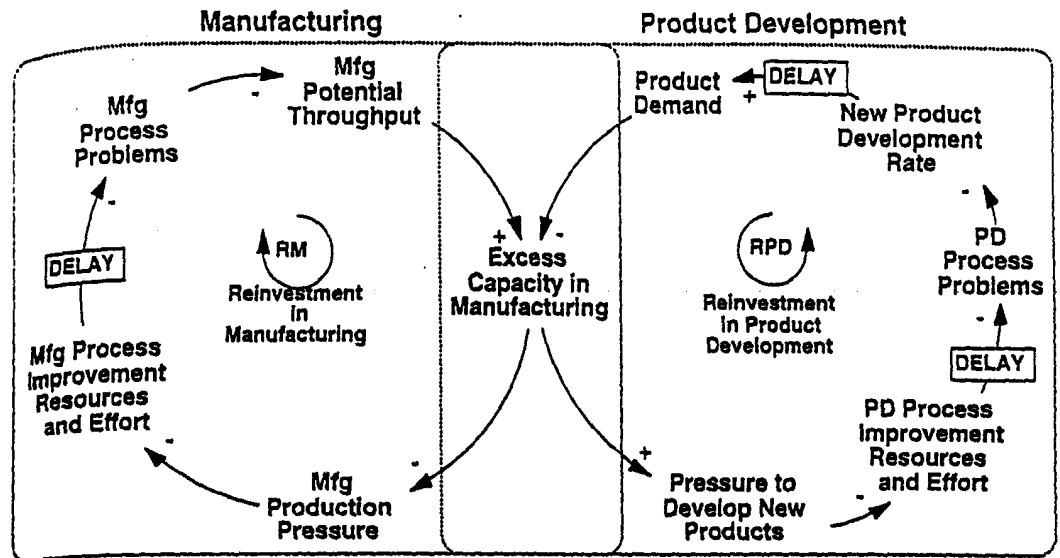 Manufacturing
Product Development
Mfg
Potential
Throughput
-
Mfg
Process
Problems
-
DELAY
Mfg Process
Improvement
Resources
and Effort
-
Mfg
Production
Pressure
-
RM
Reinvestment
in
Manufacturing
+
-
Excess
Capacity in
Manufacturing
Product
Demand
+
DELAY
New Product
Development
Rate
-
PD
Process
Problems
-
DELAY
PD Process
Improvement
Resources
and Effort
-
Pressure to
Develop New
Products
+
RPD
Reinvestment
in Product
Development